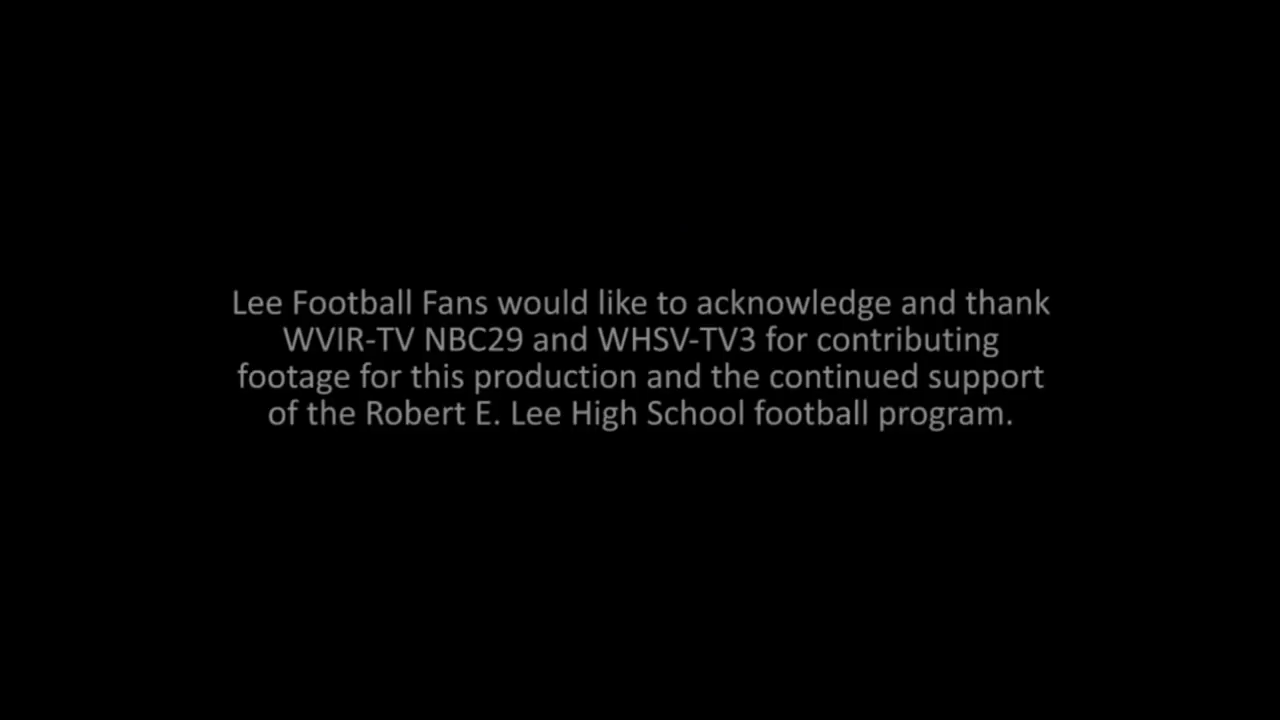 Lee Football Fans would like to acknowledge and thank
WVIR-TV NBC29 and WHSV-TV3 for contributing
footage for this production and the continued support
of the Robert E. Lee High School football program.